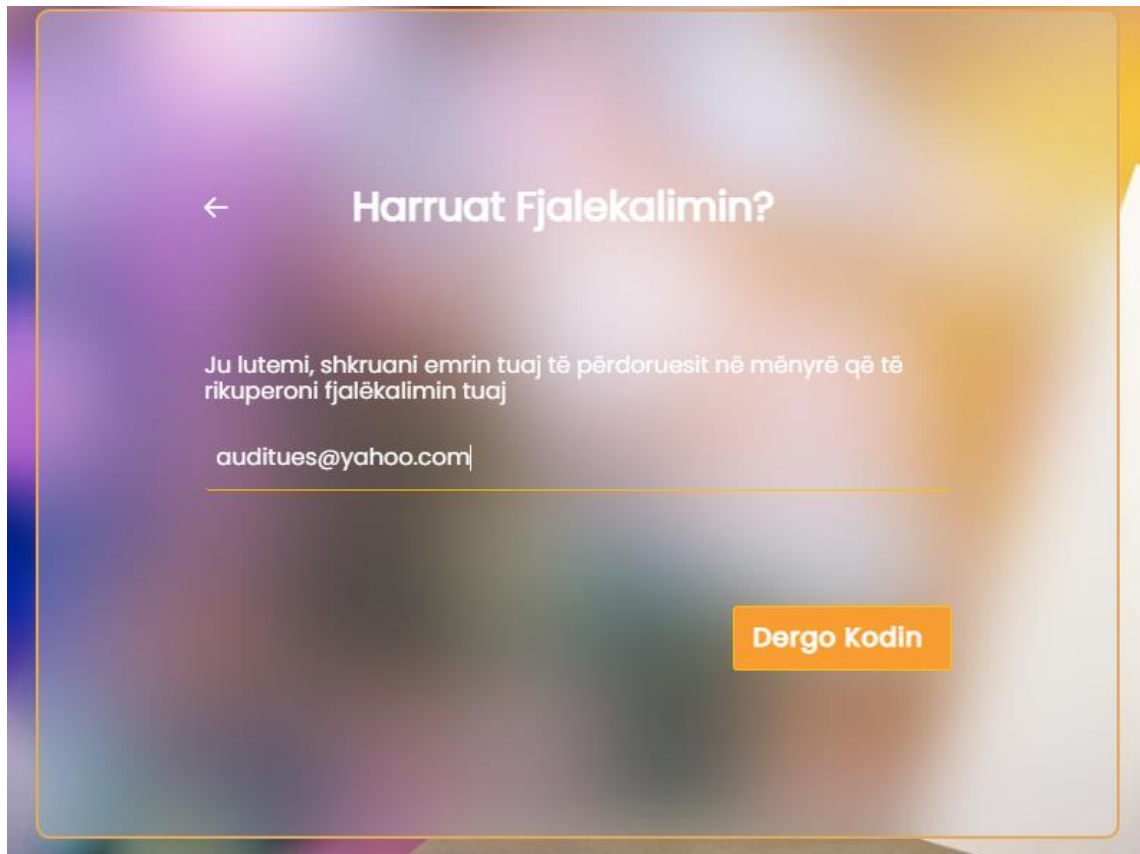 Harruat Fjalekalimin?
Ju lutemi, shkruani emrin tuaj të përdoruesit në mënyrë që të
rikuperoni fjalëkalimin tuaj
auditues@yahoo.com
Dergo Kodin